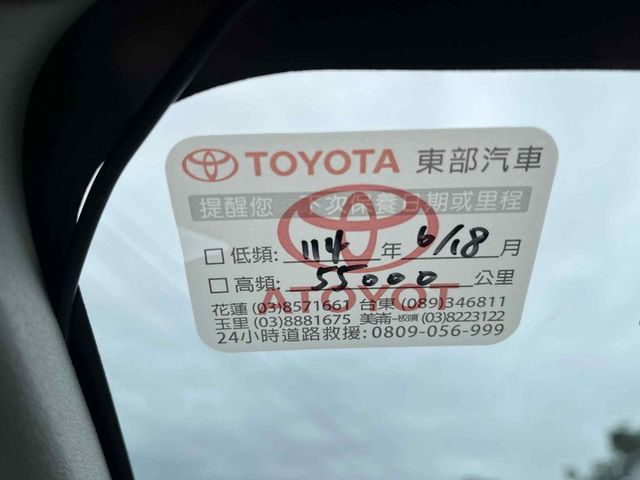 TOYOTA 東部汽車
提醒您 下次保養日期或里程
□低頻: 114 年 6/18 月
□高頻: 55000 公里
TOYOTA
花蓮 (03)8571661 台東 (089)346811
玉里 (03)8881675 美崙 (03)8223122
24小時道路救援: 0809-056-999